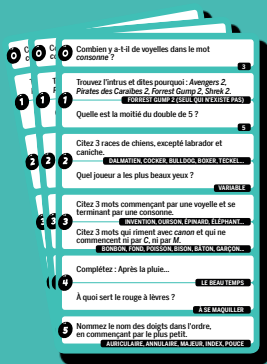 0 Combien y a-t-il de voyelles dans le mot
consonne ?
3
1 Trouvez l'intrus et dites pourquoi : Avengers 2,
Pirates des Caraïbes 2, Forrest Gump 2, Shrek 2.
FORREST GUMP 2 (SEUL QUI N'EXISTE PAS)
Quelle est la moitié du double de 5 ?
5
2 Citez 3 races de chiens, excepté labrador et
caniche.
DALMATIEN, COCKER, BULLDOG, BOXER, TECKEL...
Quel joueur a les plus beaux yeux ?
VARIABLE
3 Citez 3 mots commençant par une voyelle et se
terminant par une consonne.
INVENTION, OURSON, ÉPINARD, ÉLÉPHANT...
Citez 3 mots qui riment avec canon et qui ne
commencent ni par C, ni par M.
BONBON, FOND, POISSON, BISON, BÂTON, GARÇON...
4 Complétez : Après la pluie...
LE BEAU TEMPS
À quoi sert le rouge à lèvres ?
À SE MAQUILLER
5 Nommez le nom des doigts dans l'ordre,
en commençant par le plus petit.
AURICULAIRE, ANNULAIRE, MAJEUR, INDEX, POUCE